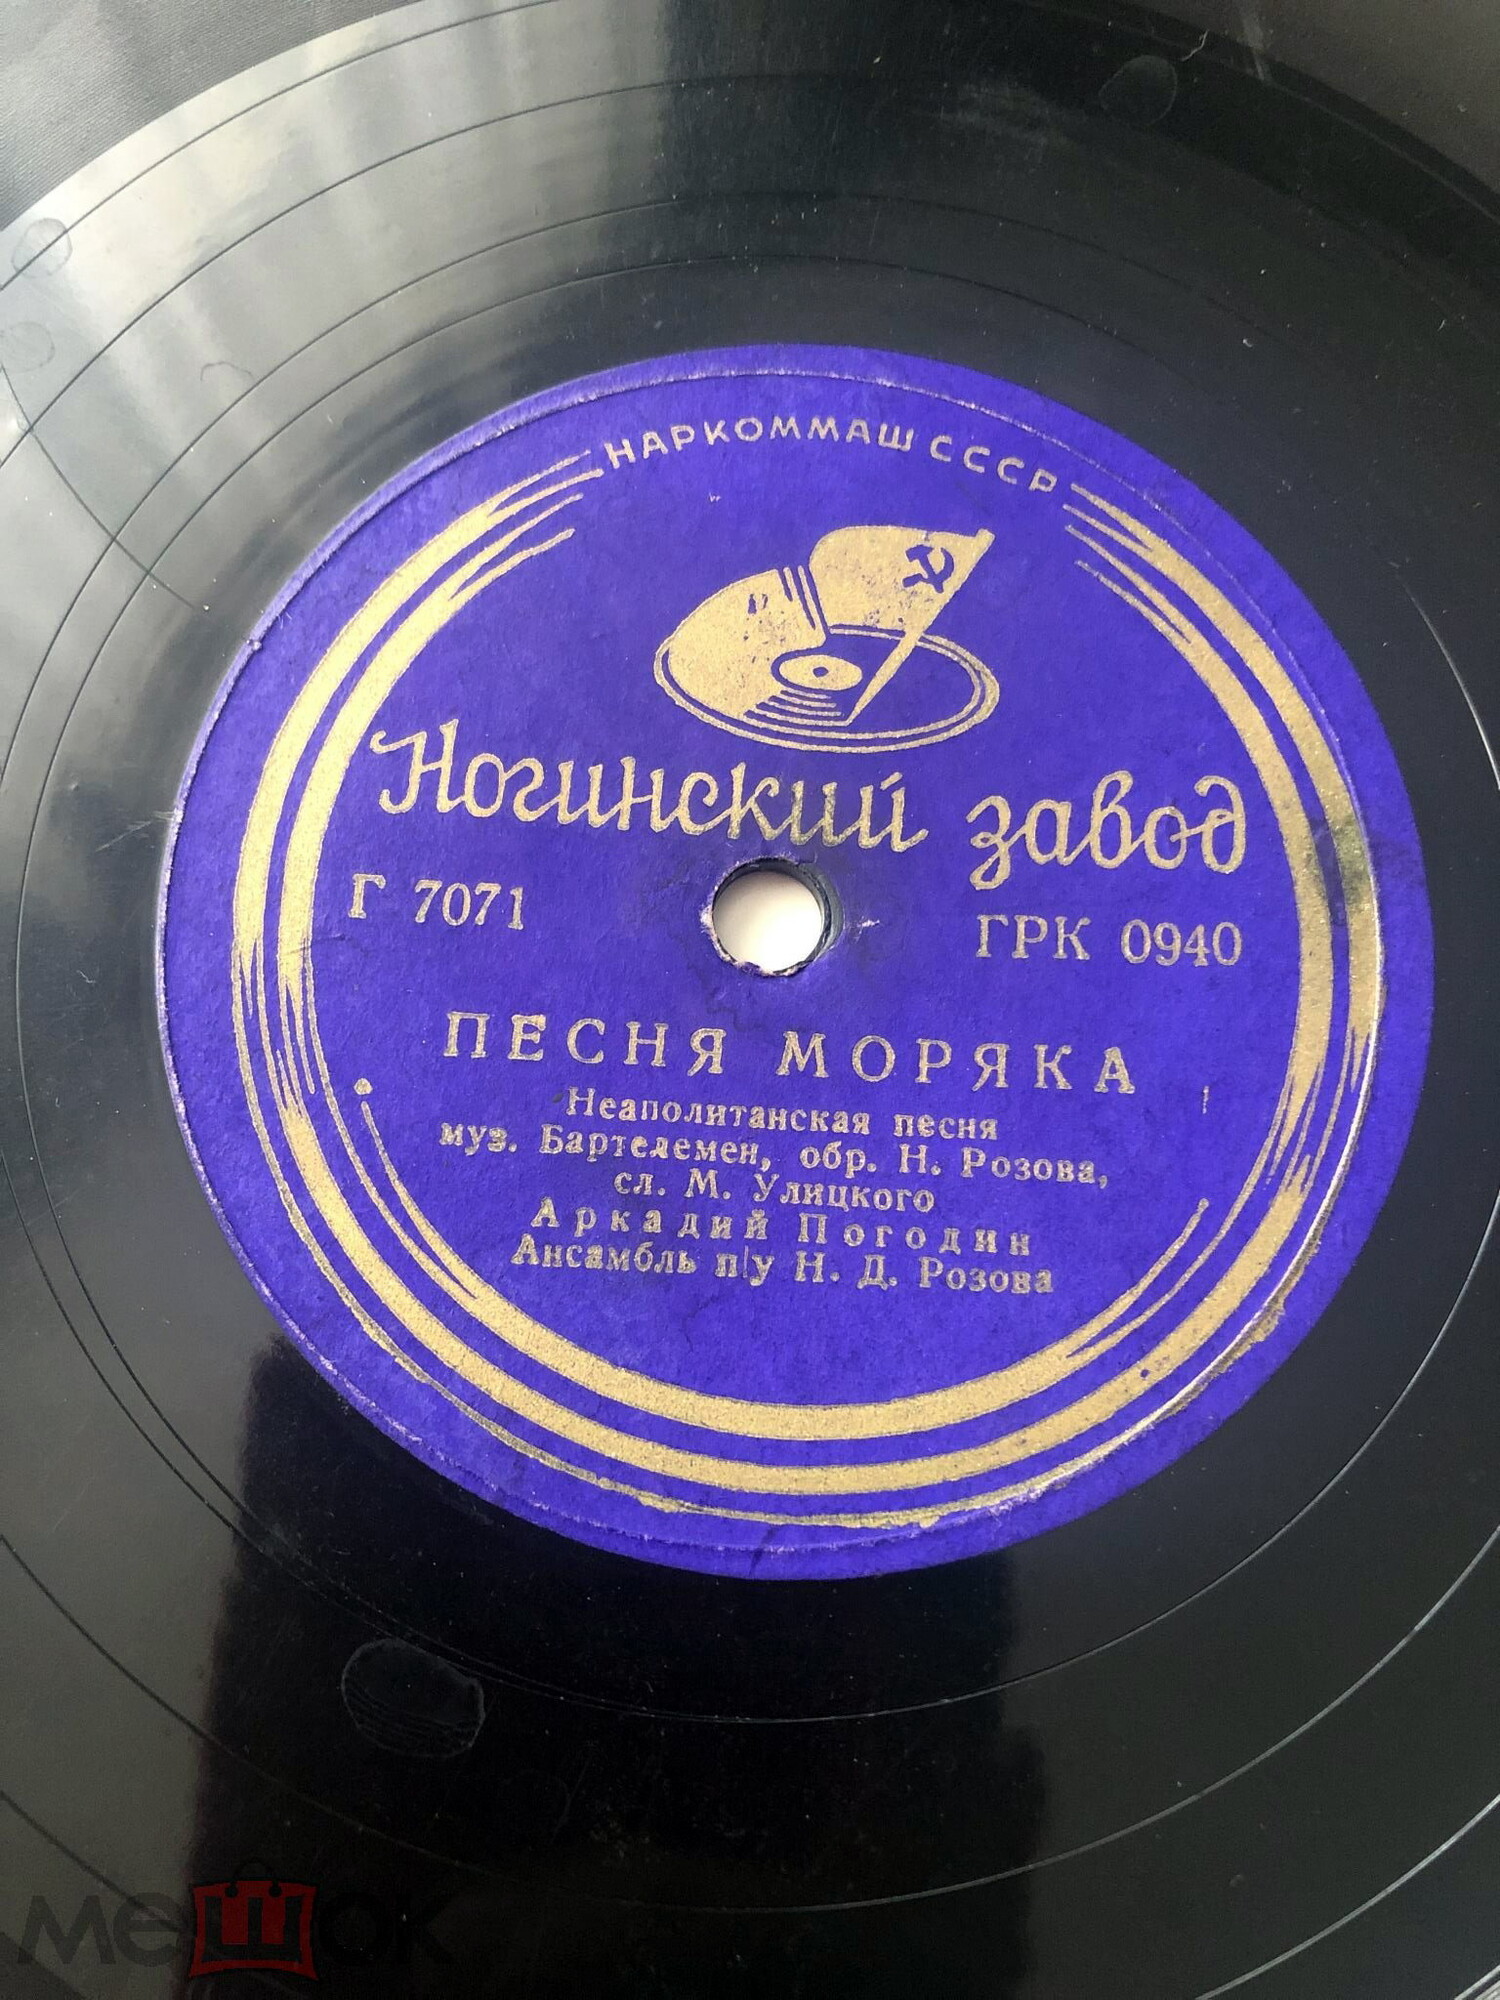 НАРКОММАШ СССР
Ногинский завод
Г 7071
ГРК 0940
ПЕСНЯ МОРЯКА
Неаполитанская песня
муз. Бартелемен, обр. Н. Розова,
сл. М. Улицкого
Аркадий Погодин
Ансамбль п/у Н. Д. Розова
мешок